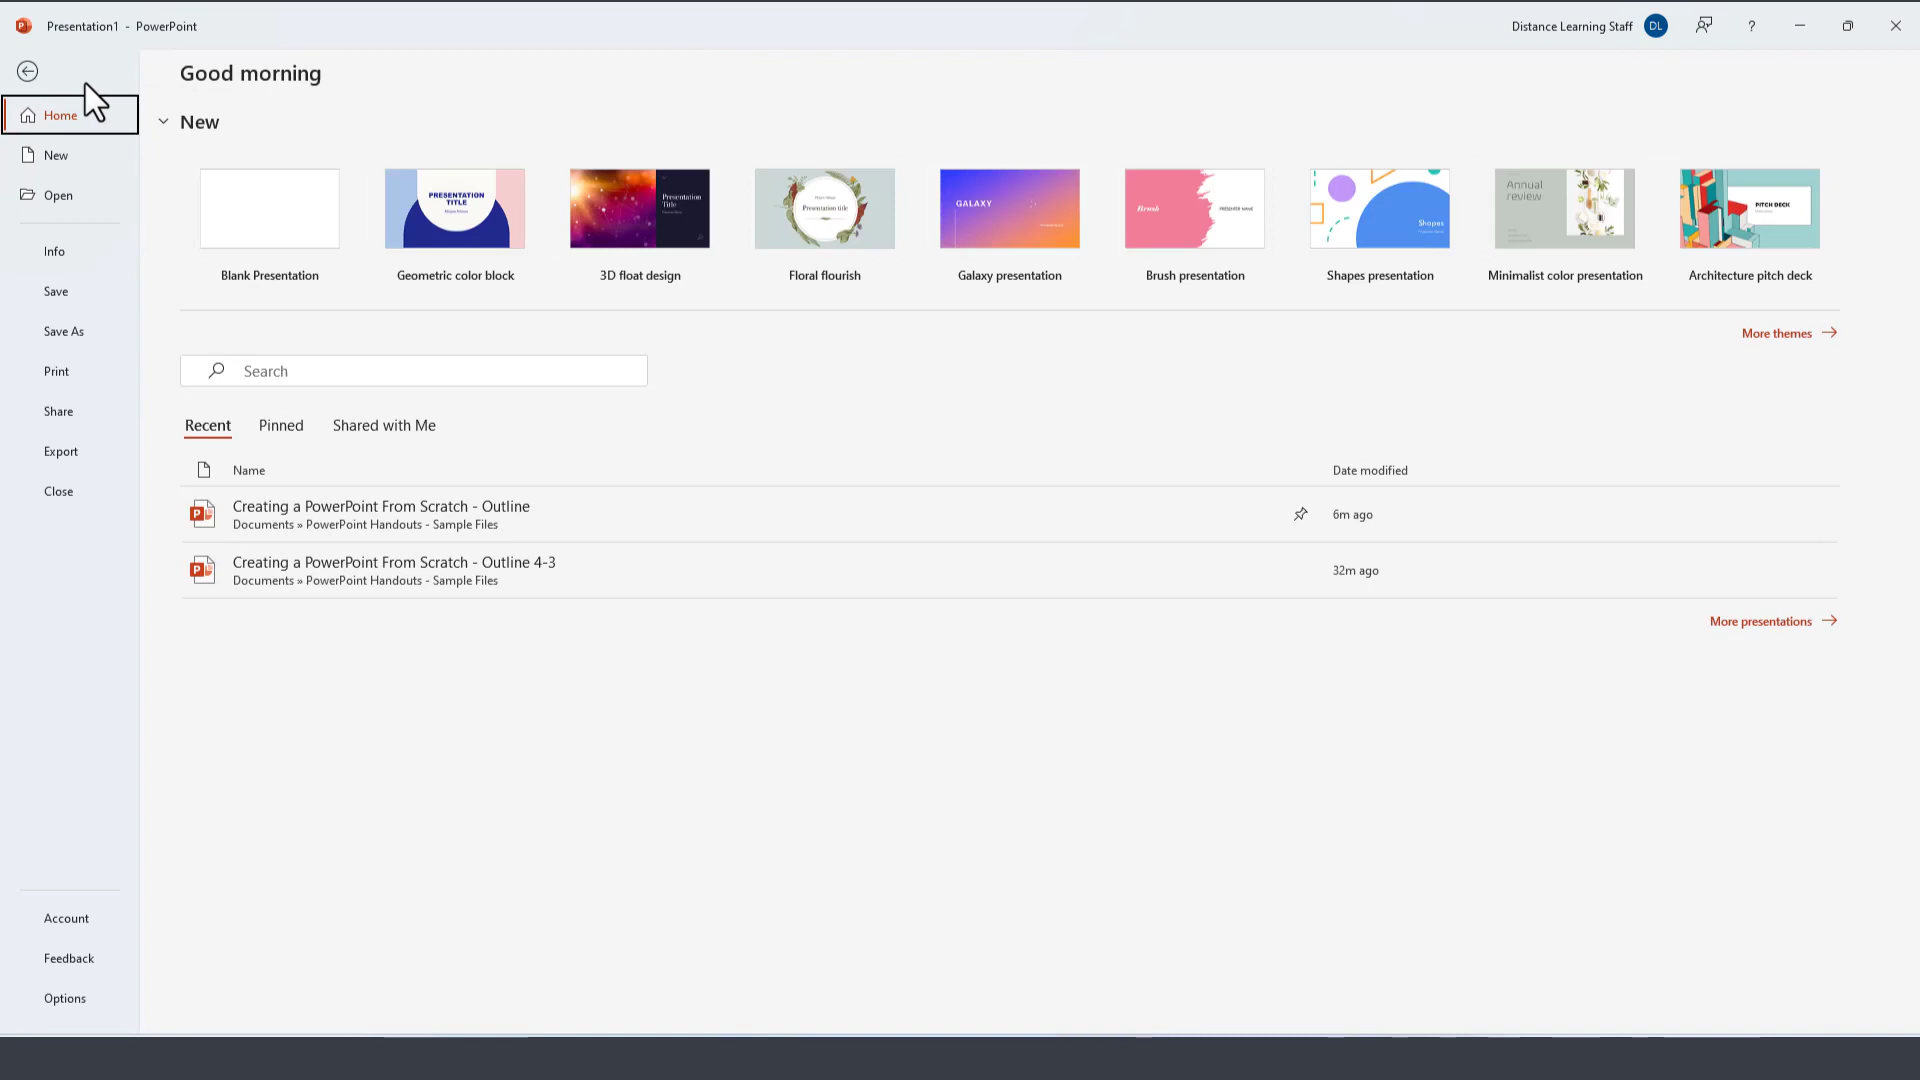 Presentation1 - PowerPoint
Distance Learning Staff
DL
?
Good morning
Home
New
New
Open
Info
Save
Save As
Print
Share
Export
Close
PRESENTATION
TITLE
Presentation
Title
Presentation title
GALAXY
Brush
PRESENTER NAME
Shapes
Annual
review
PITCH DECK
Blank Presentation
Geometric color block
3D float design
Floral flourish
Galaxy presentation
Brush presentation
Shapes presentation
Minimalist color presentation
Architecture pitch deck
More themes
Search
Recent
Pinned
Shared with Me
Name
Date modified
Creating a PowerPoint From Scratch - Outline
Documents » PowerPoint Handouts - Sample Files
6m ago
Creating a PowerPoint From Scratch - Outline 4-3
Documents » PowerPoint Handouts - Sample Files
32m ago
More presentations
Account
Feedback
Options